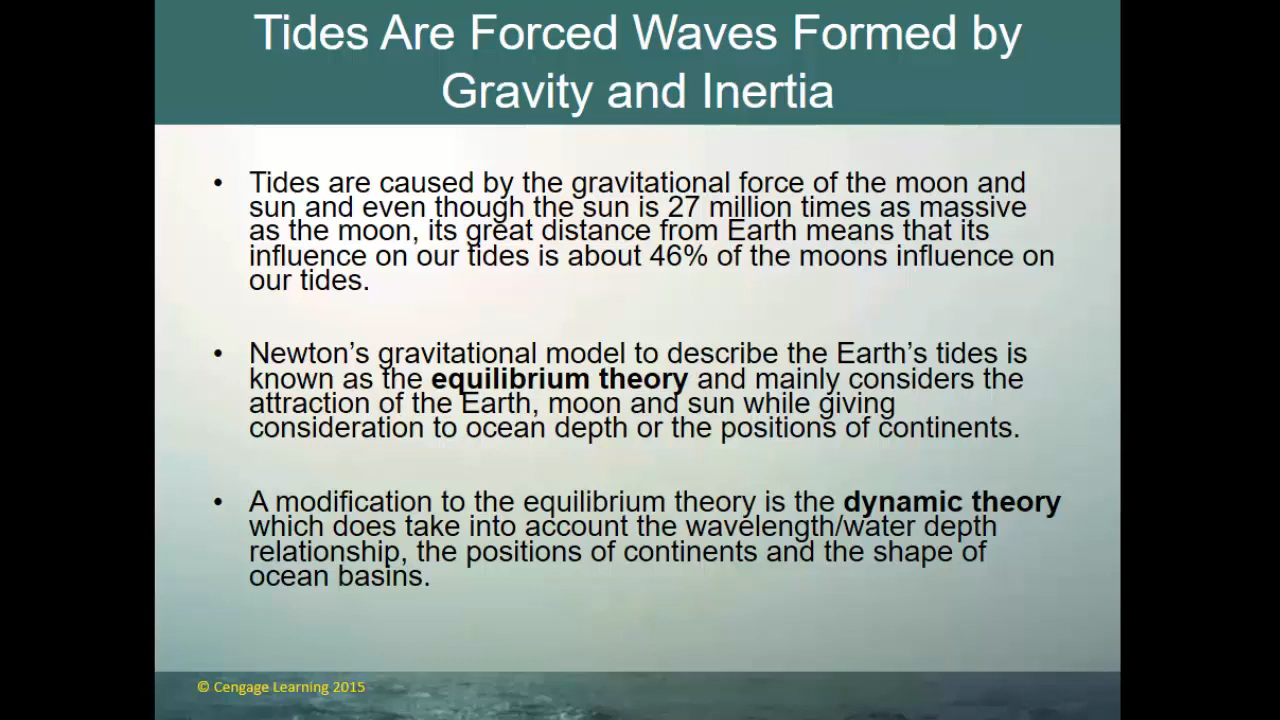 Tides Are Forced Waves Formed by
Gravity and Inertia
• Tides are caused by the gravitational force of the moon and
sun and even though the sun is 27 million times as massive
as the moon, its great distance from Earth means that its
influence on our tides is about 46% of the moons influence on
our tides.
• Newton’s gravitational model to describe the Earth’s tides is
known as the equilibrium theory and mainly considers the
attraction of the Earth, moon and sun while giving
consideration to ocean depth or the positions of continents.
• A modification to the equilibrium theory is the dynamic theory
which does take into account the wavelength/water depth
relationship, the positions of continents and the shape of
ocean basins.
© Cengage Learning 2015